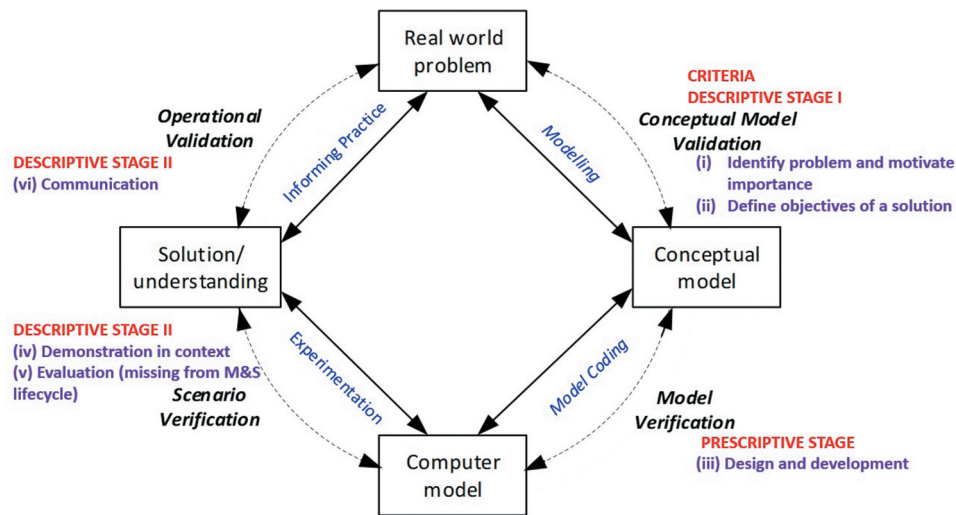 Real world
problem
CRITERIA
DESCRIPTIVE STAGE I
Conceptual Model
Validation
(i) Identify problem and motivate
importance
(ii) Define objectives of a solution
Operational
Validation
Informing Practice
Modelling
DESCRIPTIVE STAGE II
(vi) Communication
Solution/
understanding
Conceptual
model
DESCRIPTIVE STAGE II
(iv) Demonstration in context
(v) Evaluation (missing from M&S
lifecycle)
Scenario
Verification
Experimentation
Model Coding
Model
Verification
PRESCRIPTIVE STAGE
(iii) Design and development
Computer
model